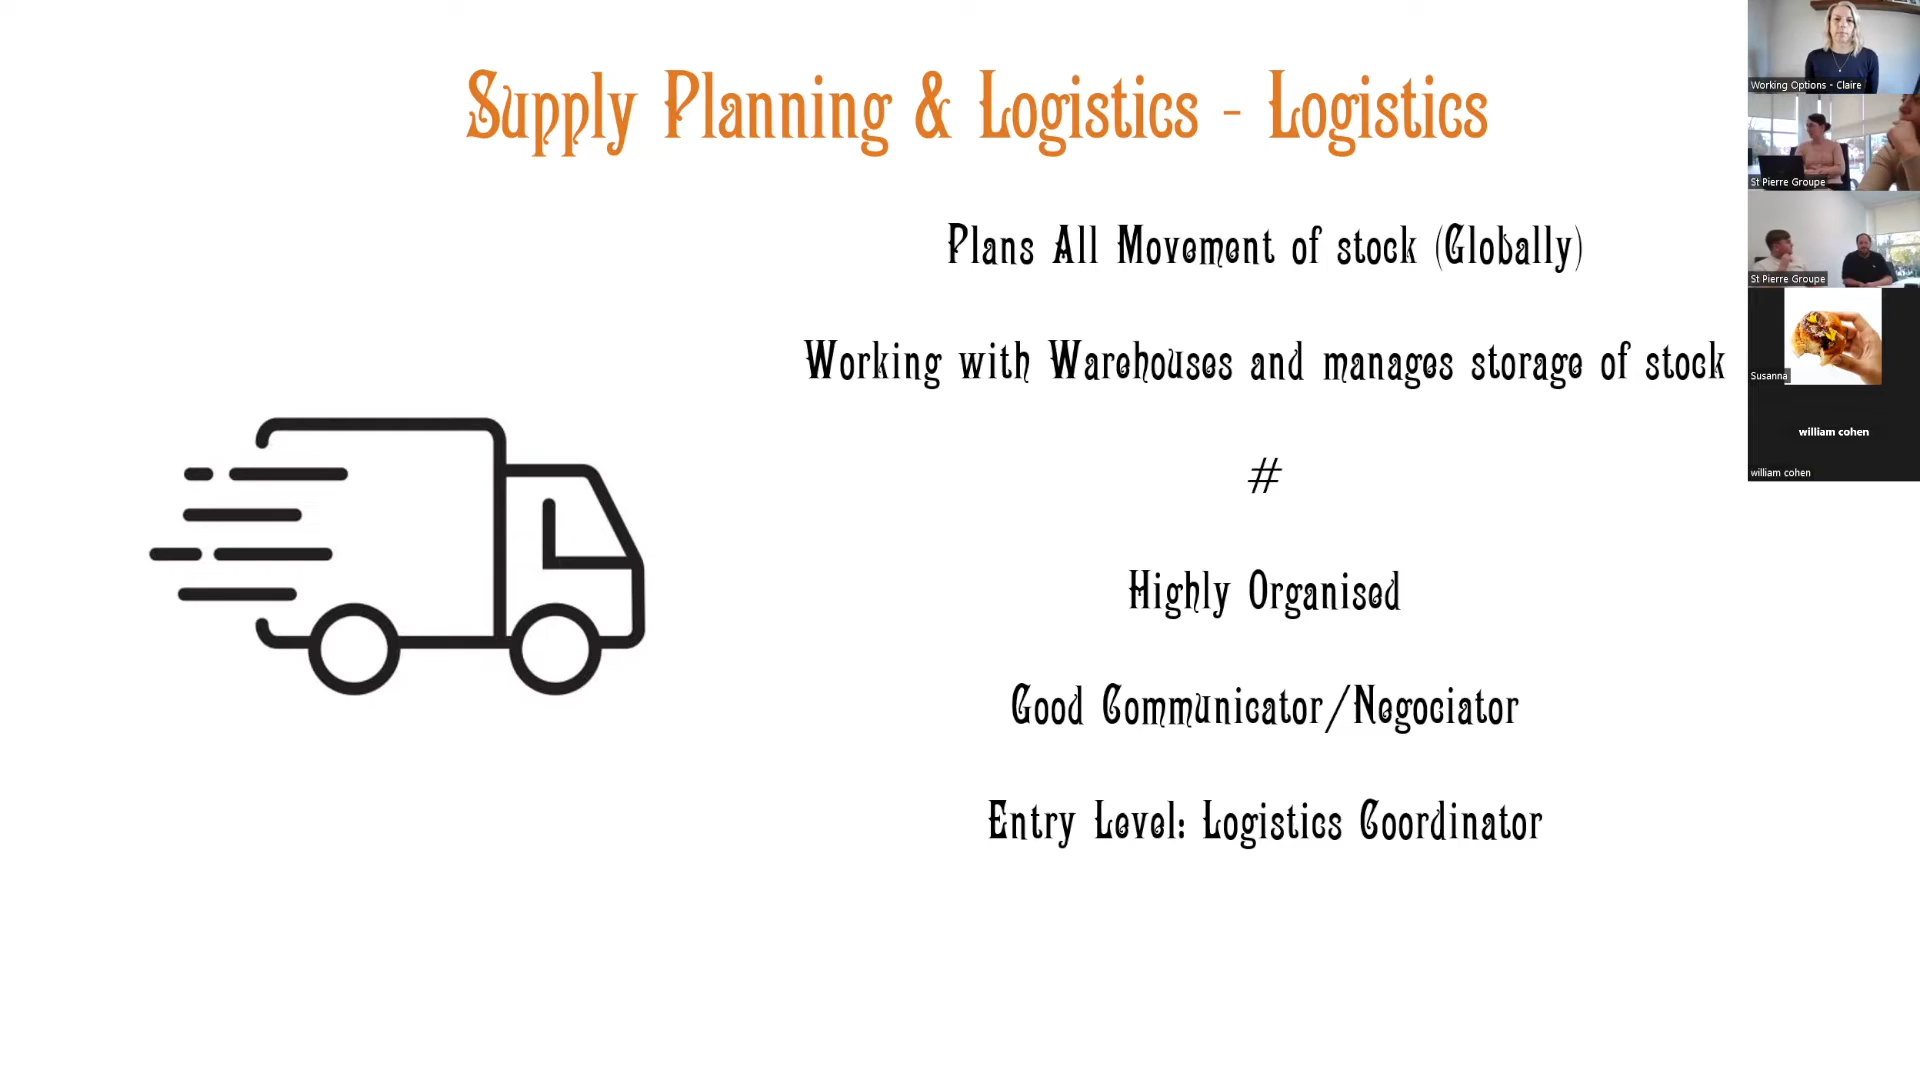 Supply Planning & Logistics - Logistics
Plans All Movement of stock (Globally)
Working with Warehouses and manages storage of stock
#
Highly Organised
Good Communicator/Negociator
Entry Level: Logistics Coordinator
Working Options - Claire
St Pierre Groupe
St Pierre Groupe
Susanna
william cohen
william cohen